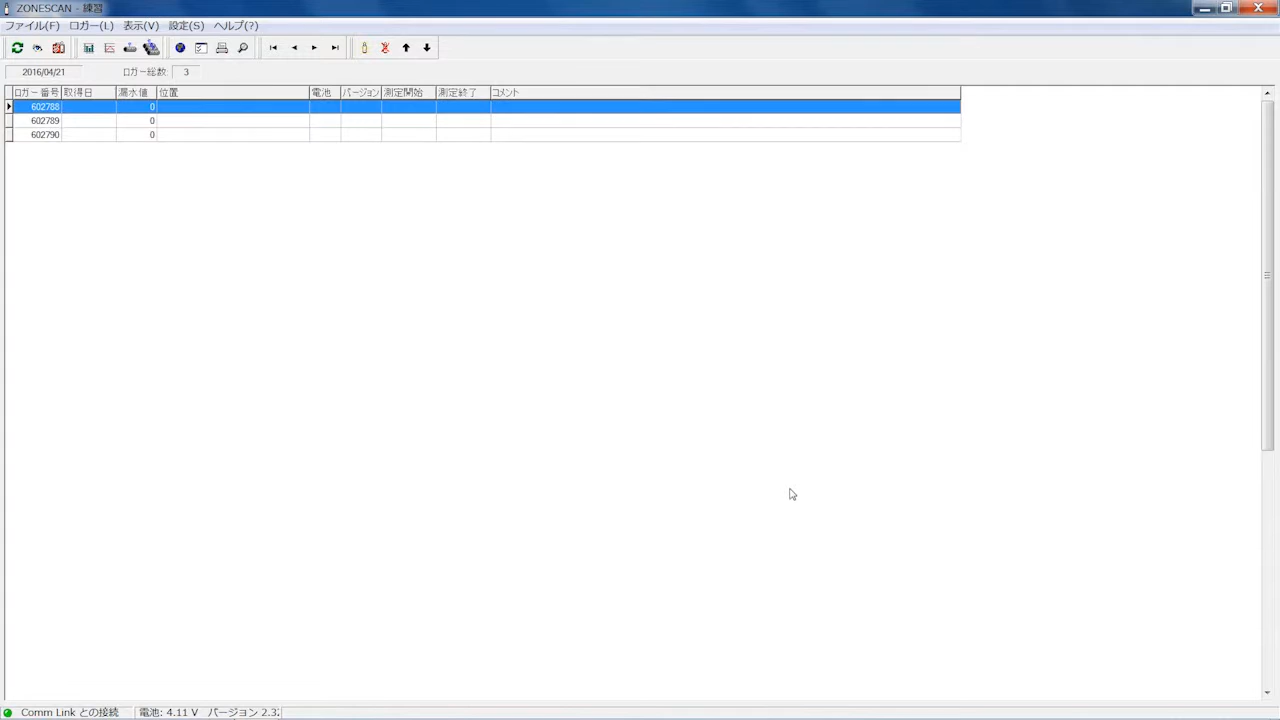 ZONESCAN - 練習
ファイル(F) ロガー(L) 表示(V) 設定(S) ヘルプ(?)
2016/04/21 ロガー総数: 3
ロガー番号 取得日 漏水値 位置 電池 バージョン 測定開始 測定終了 コメント
602788 0
602789 0
602790 0
Comm Link との接続 電池: 4.11 V バージョン 2.3